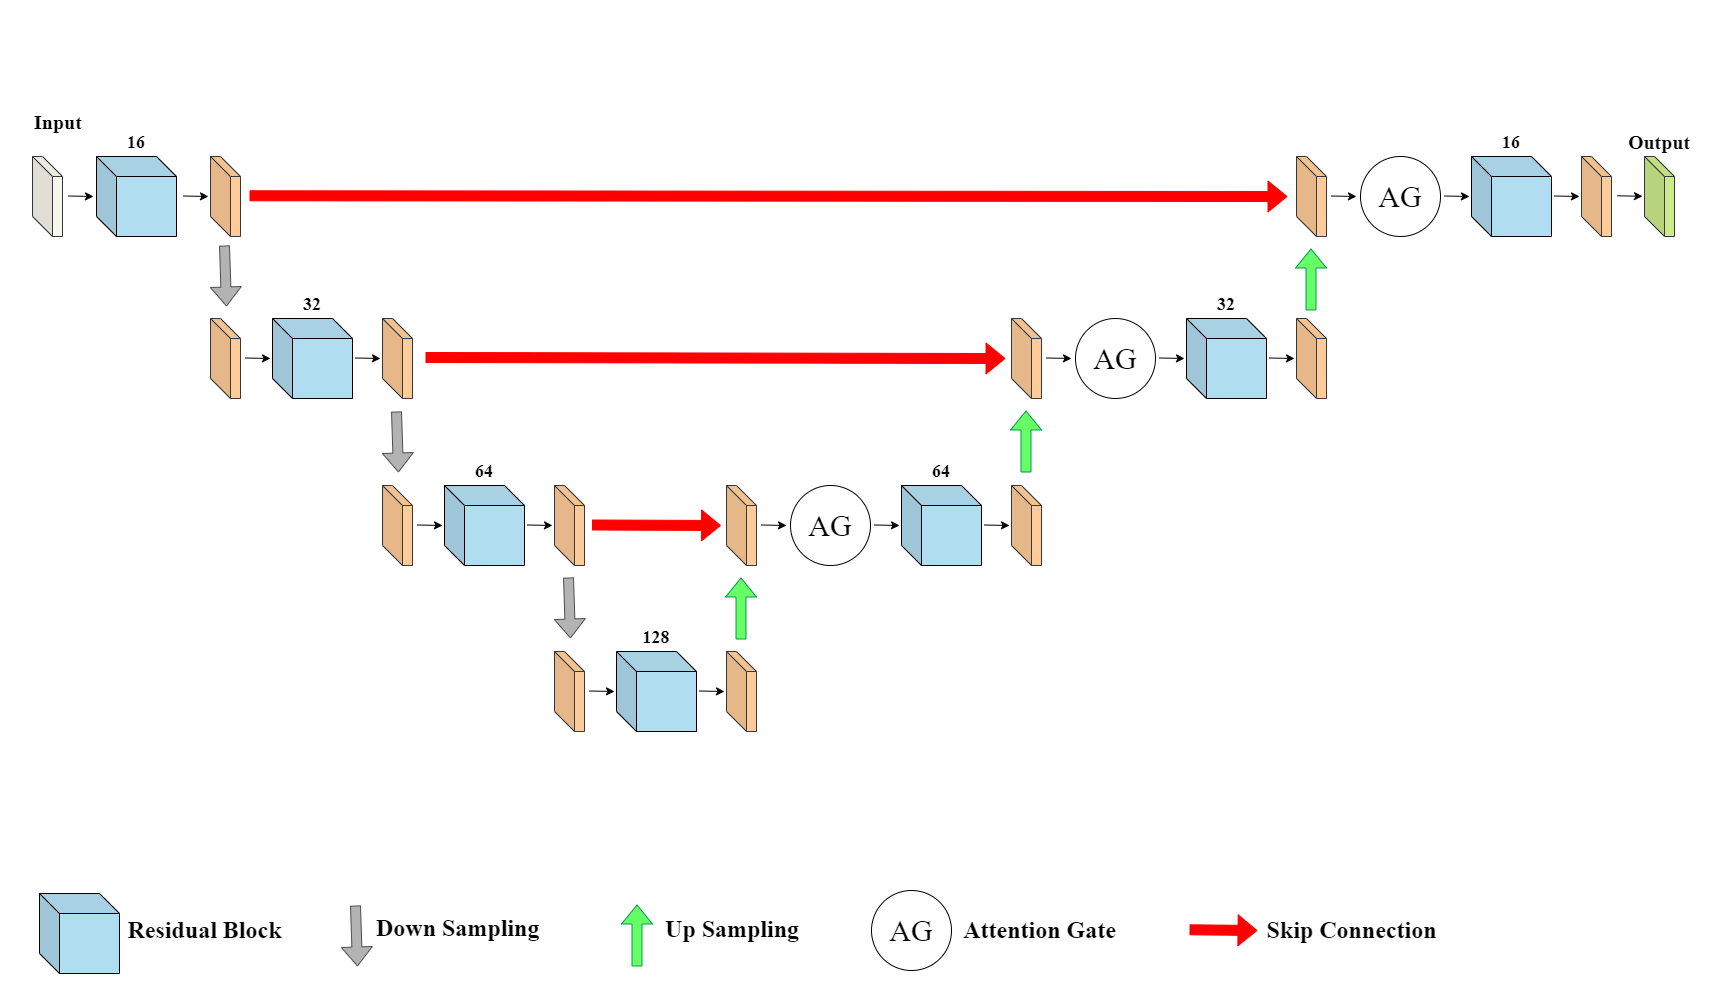 Input
16
16
Output
AG
32
32
AG
64
64
AG
128
Residual Block
Down Sampling
Up Sampling
AG
Attention Gate
Skip Connection